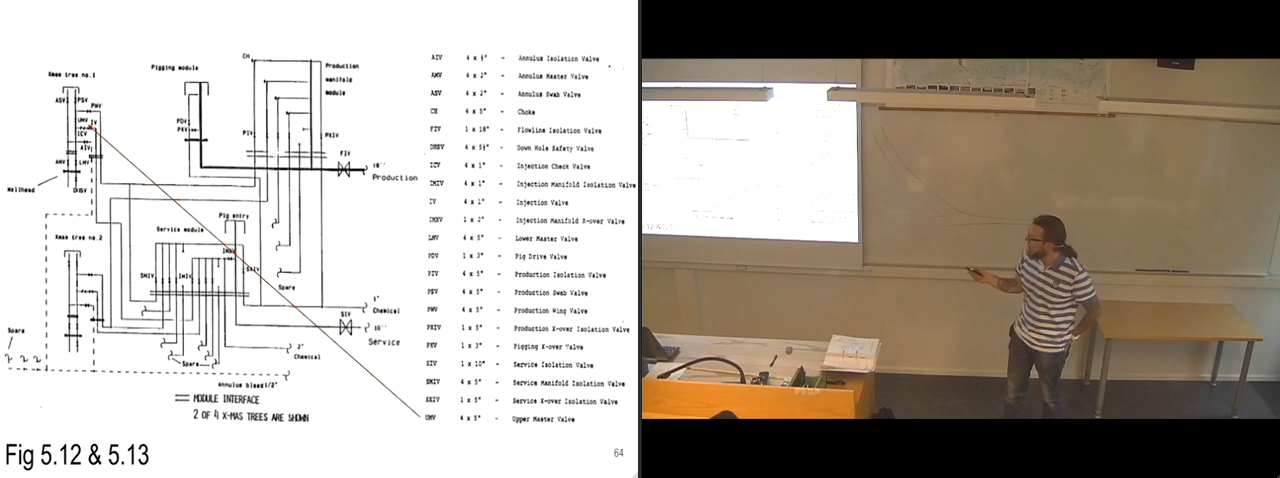 CH
Xmas tree no.1
Pigging module
Production
manifold
module
ASV
PSV
PWV
UMV
IV
ICV
PDV
PXV
PIV
PXIV
FIV
AMV
LMV
18''
Production
Wellhead
DHSV
Pig entry
Service module
Xmas tree no.2
SMIV
IMIV
SXIV
Spare
1"
Chemical
SIV
10''
Service
Spare
2"
Chemical
Spare
Annulus bleed 1/2"
MODULE INTERFACE
2 OF 4 X-MAS TREES ARE SHOWN
AIV 4 x ½" - Annulus Isolation Valve
AMV 4 x 2" - Annulus Master Valve
ASV 4 x 2" - Annulus Swab Valve
CH 4 x 5" - Choke
FIV 1 x 18" - Flowline Isolation Valve
DHSV 4 x 5½" - Down Hole Safety Valve
ICV 4 x 1" - Injection Check Valve
IMIV 4 x 1" - Injection Manifold Isolation Valve
IV 4 x 1" - Injection Valve
IMXV 1 x 2" - Injection Manifold X-over Valve
LMV 4 x 5" - Lower Master Valve
PDV 1 x 3" - Pig Drive Valve
PIV 4 x 5" - Production Isolation Valve
PSV 4 x 5" - Production Swab Valve
PWV 4 x 5" - Production Wing Valve
PXIV 1 x 5" - Production X-over Isolation Valve
PXV 1 x 3" - Pigging X-over Valve
SIV 1 x 10" - Service Isolation Valve
SMIV 4 x 5" - Service Manifold Isolation Valve
SXIV 1 x 5" - Service X-over Isolation Valve
UMV 4 x 5" - Upper Master Valve
Fig 5.12 & 5.13
64